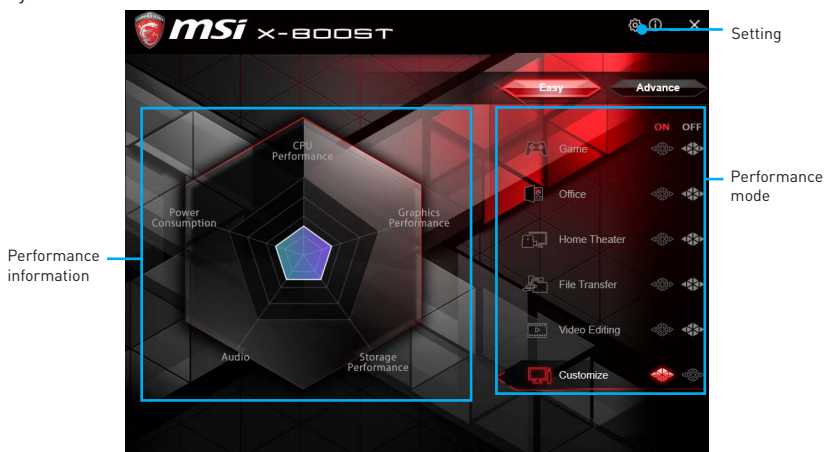 msi X-BOOST
Setting
Easy
Advance
ON OFF
CPU
Performance
Game
Performance
mode
Office
Power
Consumption
Graphics
Performance
Home Theater
Performance
information
File Transfer
Video Editing
Audio
Storage
Performance
Customize